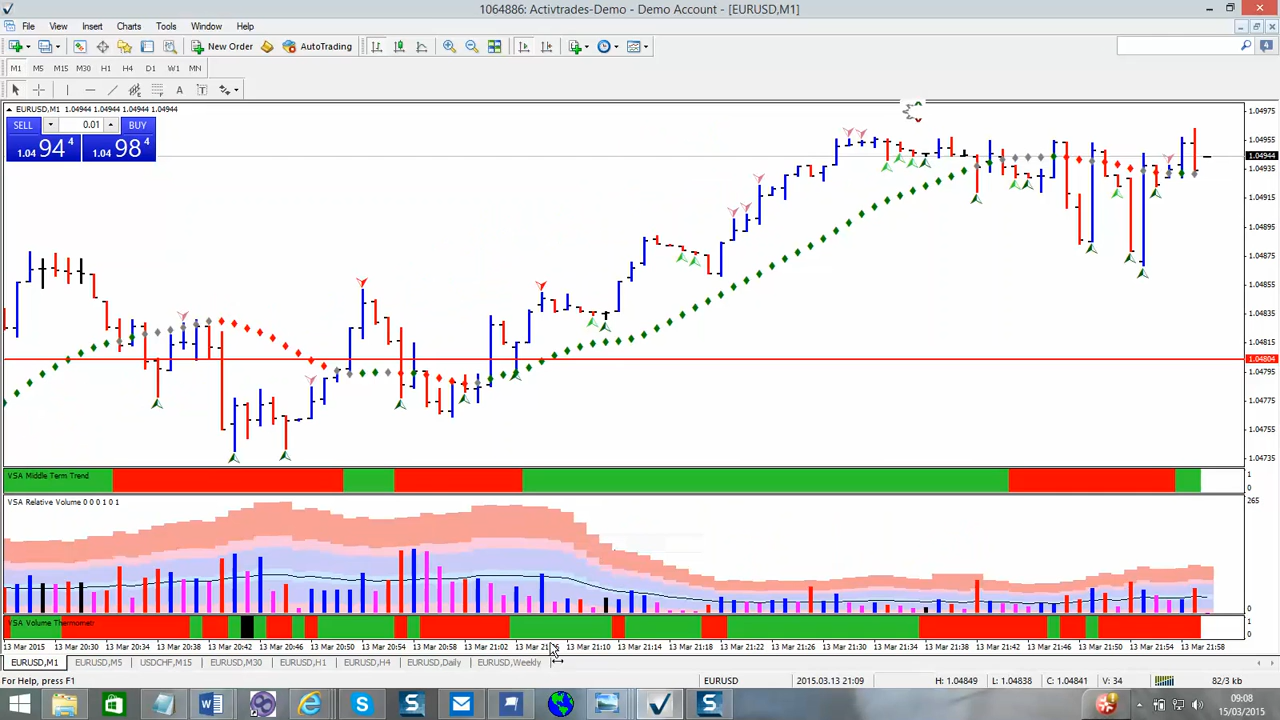 1064886: Activtrades-Demo - Demo Account - [EURUSD,M1]
File View Insert Charts Tools Window Help
New Order AutoTrading 4
M1 M5 M15 M30 H1 H4 D1 W1 MN
A T
EURUSD,M1 1.04944 1.04944 1.04944 1.04944
SELL 0.01 BUY
1.04 94 4 1.04 98 4
1.04975
1.04955
1.04944
1.04935
1.04915
1.04895
1.04875
1.04855
1.04835
1.04815
1.04804
1.04795
1.04775
1.04755
1.04735
VSA Middle Term Trend 1
0
VSA Relative Volume 0 0 0 1 0 1 265
0
VSA Volume Thermometr 1
0
13 Mar 2015 13 Mar 20:30 13 Mar 20:34 13 Mar 20:38 13 Mar 20:42 13 Mar 20:46 13 Mar 20:50 13 Mar 20:54 13 Mar 20:58 13 Mar 21:02 13 Mar 21:10 13 Mar 21:14 13 Mar 21:18 13 Mar 21:22 13 Mar 21:26 13 Mar 21:30 13 Mar 21:34 13 Mar 21:38 13 Mar 21:42 13 Mar 21:46 13 Mar 21:50 13 Mar 21:54 13 Mar 21:58
EURUSD,M1 EURUSD,M5 USDCHF,M15 EURUSD,M30 EURUSD,H1 EURUSD,H4 EURUSD,Daily EURUSD,Weekly
For Help, press F1 EURUSD 2015.03.13 21:09 H: 1.04849 L: 1.04838 C: 1.04841 V: 34 82/3 kb
09:08
15/03/2015